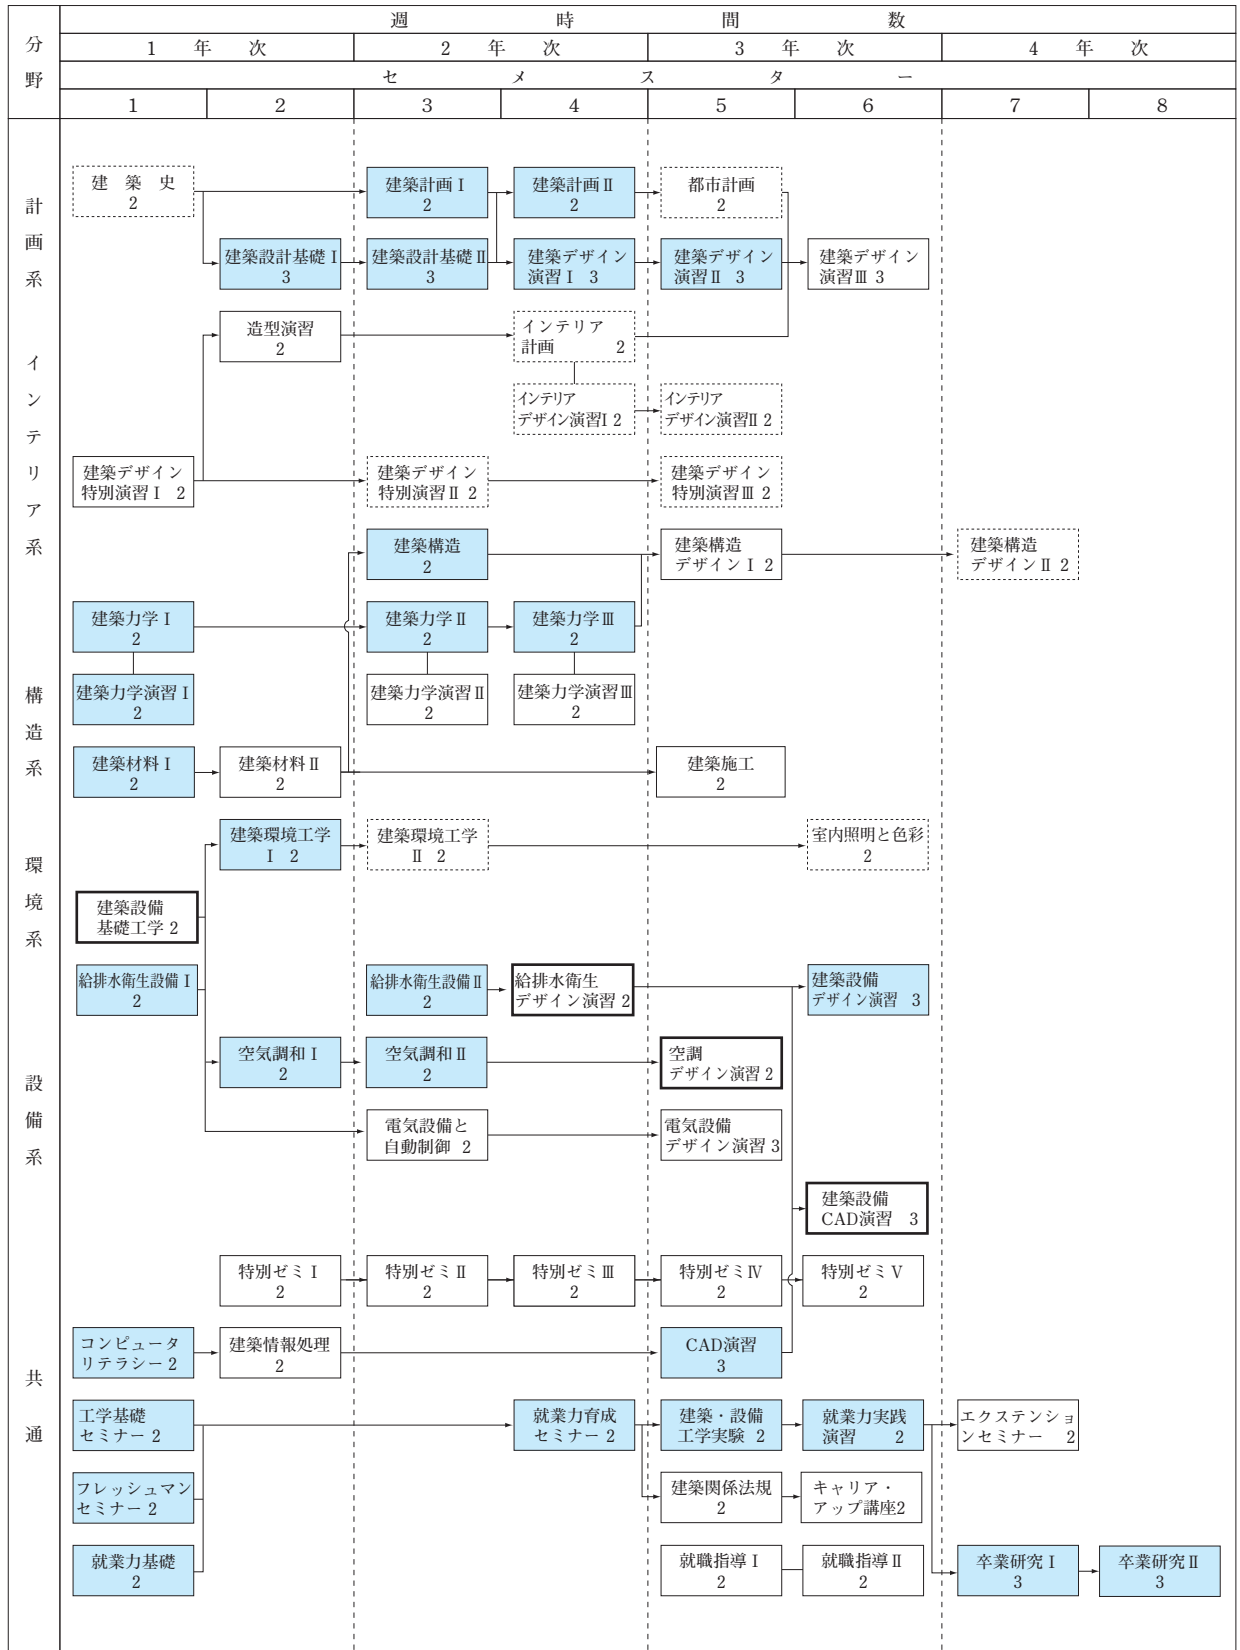 分野
週時間数
1年次
2年次
3年次
4年次
セメスター
1
2
3
4
5
6
7
8
計画系
インテリア系
構造系
環境系
設備系
共通
建築史
2
建築計画Ⅰ
2
建築計画Ⅱ
2
都市計画
2
建築設計基礎Ⅰ
3
建築設計基礎Ⅱ
3
建築デザイン
演習Ⅰ 3
建築デザイン
演習Ⅱ 3
建築デザイン
演習Ⅲ 3
造型演習
2
インテリア
計画 2
インテリア
デザイン演習Ⅰ 2
インテリア
デザイン演習Ⅱ 2
建築デザイン
特別演習Ⅰ 2
建築デザイン
特別演習Ⅱ 2
建築デザイン
特別演習Ⅲ 2
建築構造
2
建築構造
デザインⅠ 2
建築構造
デザインⅡ 2
建築力学Ⅰ
2
建築力学Ⅱ
2
建築力学Ⅲ
2
建築力学演習Ⅰ
2
建築力学演習Ⅱ
2
建築力学演習Ⅲ
2
建築材料Ⅰ
2
建築材料Ⅱ
2
建築施工
2
建築環境工学
Ⅰ 2
建築環境工学
Ⅱ 2
室内照明と色彩
2
建築設備
基礎工学 2
給排水衛生設備Ⅰ
2
給排水衛生設備Ⅱ
2
給排水衛生
デザイン演習 2
建築設備
デザイン演習 3
空気調和Ⅰ
2
空気調和Ⅱ
2
空調
デザイン演習 2
電気設備と
自動制御 2
電気設備
デザイン演習 3
建築設備
CAD演習 3
特別ゼミⅠ
2
特別ゼミⅡ
2
特別ゼミⅢ
2
特別ゼミⅣ
2
特別ゼミⅤ
2
コンピュータ
リテラシー 2
建築情報処理
2
CAD演習
3
工学基礎
セミナー 2
就業力育成
セミナー 2
建築・設備
工学実験 2
就業力実践
演習 2
エクステンショ
ンセミナー 2
フレッシュマン
セミナー 2
建築関係法規
2
キャリア・
アップ講座2
就業力基礎
2
就職指導Ⅰ
2
就職指導Ⅱ
2
卒業研究Ⅰ
3
卒業研究Ⅱ
3